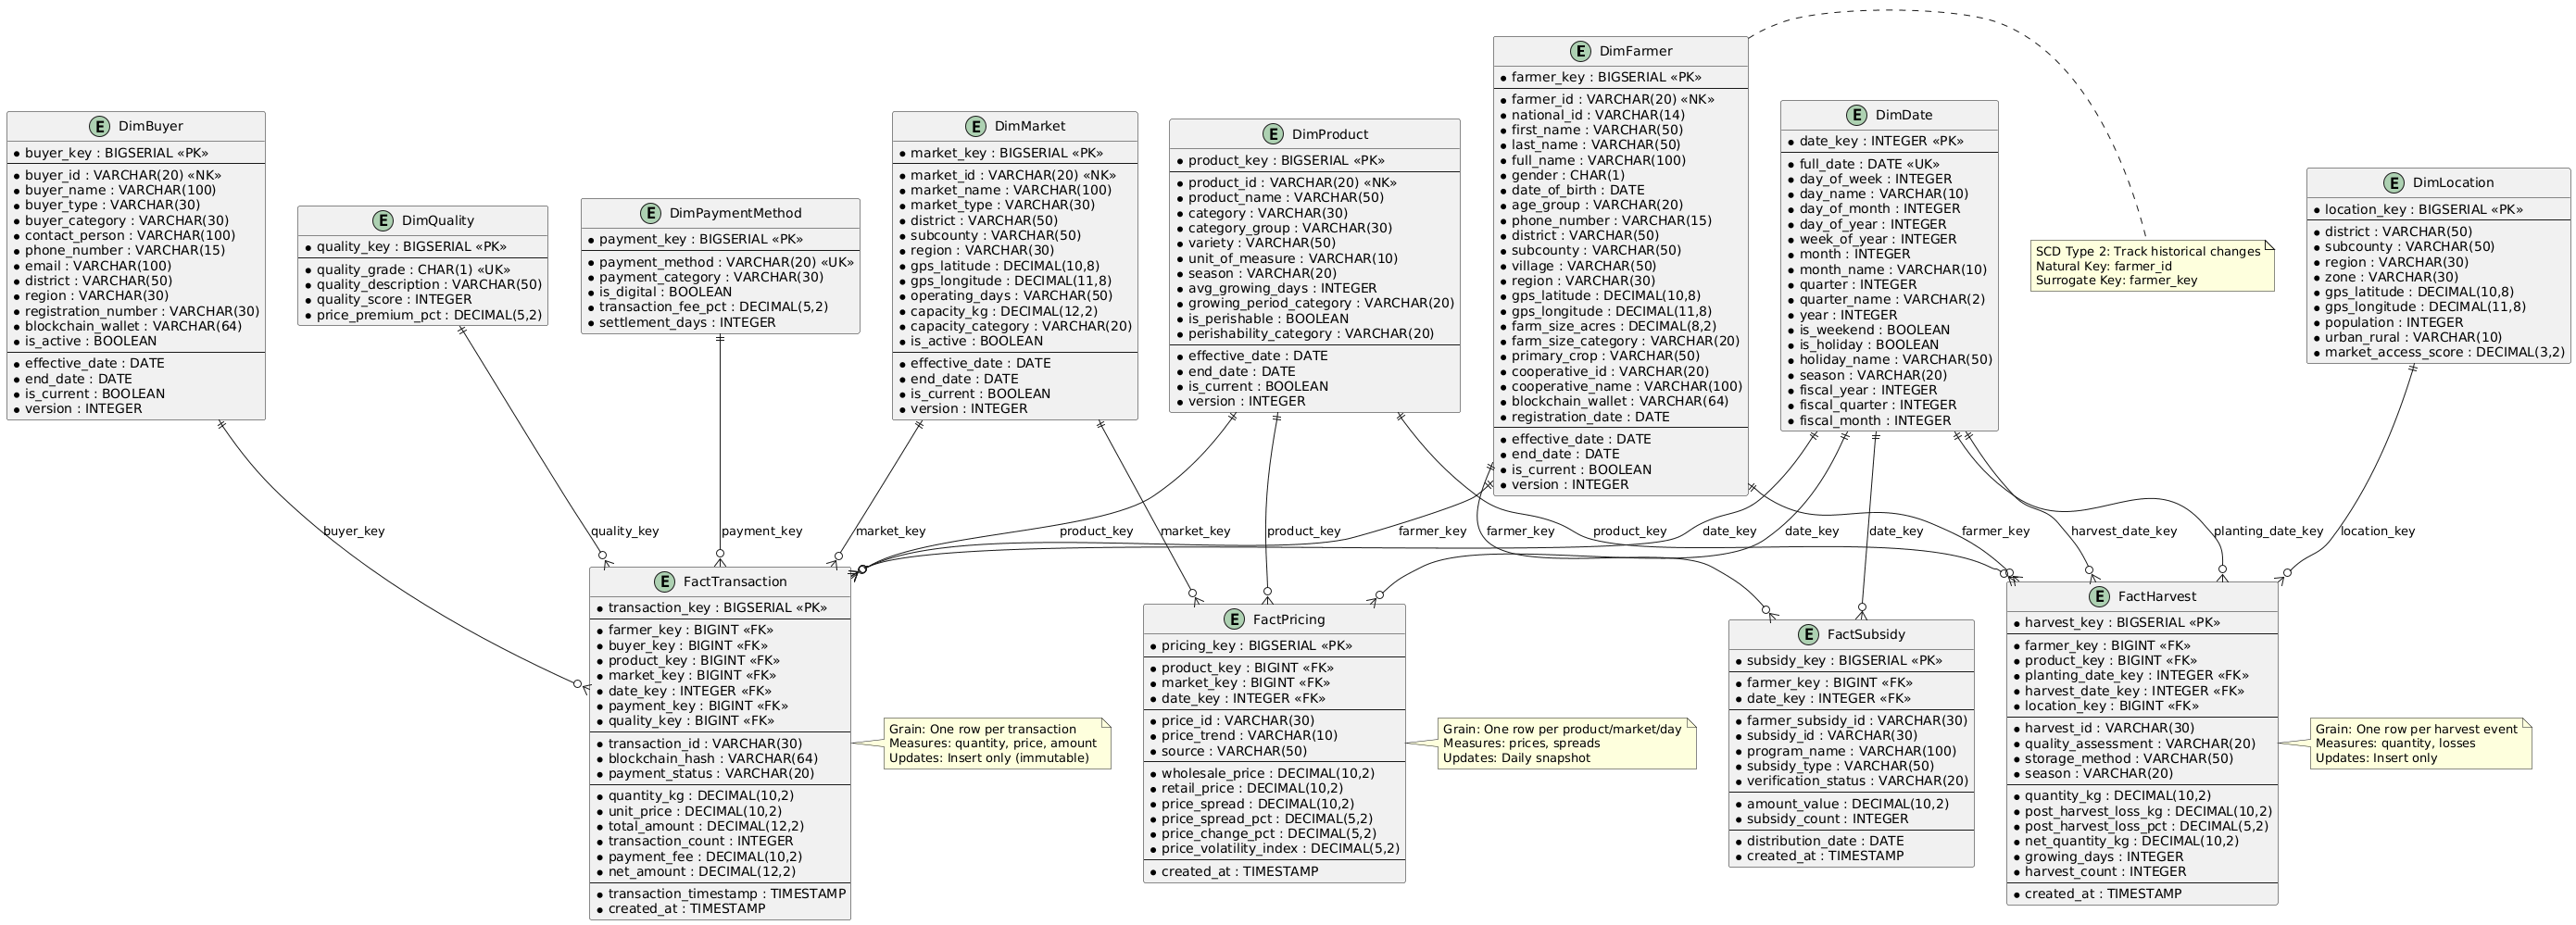 E DimBuyer
buyer_key : BIGSERIAL «PK»
buyer_id : VARCHAR(20) «NK»
buyer_name : VARCHAR(100)
buyer_type : VARCHAR(30)
buyer_category : VARCHAR(30)
contact_person : VARCHAR(100)
phone_number : VARCHAR(15)
email : VARCHAR(100)
district : VARCHAR(50)
region : VARCHAR(30)
registration_number : VARCHAR(30)
blockchain_wallet : VARCHAR(64)
is_active : BOOLEAN
effective_date : DATE
end_date : DATE
is_current : BOOLEAN
version : INTEGER
E DimQuality
quality_key : BIGSERIAL «PK»
quality_grade : CHAR(1) «UK»
quality_description : VARCHAR(50)
quality_score : INTEGER
price_premium_pct : DECIMAL(5,2)
E DimPaymentMethod
payment_key : BIGSERIAL «PK»
payment_method : VARCHAR(20) «UK»
payment_category : VARCHAR(30)
is_digital : BOOLEAN
transaction_fee_pct : DECIMAL(5,2)
settlement_days : INTEGER
E DimMarket
market_key : BIGSERIAL «PK»
market_id : VARCHAR(20) «NK»
market_name : VARCHAR(100)
market_type : VARCHAR(30)
district : VARCHAR(50)
subcounty : VARCHAR(50)
region : VARCHAR(30)
gps_latitude : DECIMAL(10,8)
gps_longitude : DECIMAL(11,8)
operating_days : VARCHAR(50)
capacity_kg : DECIMAL(12,2)
capacity_category : VARCHAR(20)
is_active : BOOLEAN
effective_date : DATE
end_date : DATE
is_current : BOOLEAN
version : INTEGER
E DimProduct
product_key : BIGSERIAL «PK»
product_id : VARCHAR(20) «NK»
product_name : VARCHAR(50)
category : VARCHAR(30)
category_group : VARCHAR(30)
variety : VARCHAR(50)
unit_of_measure : VARCHAR(10)
season : VARCHAR(20)
avg_growing_days : INTEGER
growing_period_category : VARCHAR(20)
is_perishable : BOOLEAN
perishability_category : VARCHAR(20)
effective_date : DATE
end_date : DATE
is_current : BOOLEAN
version : INTEGER
E DimFarmer
farmer_key : BIGSERIAL «PK»
farmer_id : VARCHAR(20) «NK»
national_id : VARCHAR(14)
first_name : VARCHAR(50)
last_name : VARCHAR(50)
full_name : VARCHAR(100)
gender : CHAR(1)
date_of_birth : DATE
age_group : VARCHAR(20)
phone_number : VARCHAR(15)
district : VARCHAR(50)
subcounty : VARCHAR(50)
village : VARCHAR(50)
region : VARCHAR(30)
gps_latitude : DECIMAL(10,8)
gps_longitude : DECIMAL(11,8)
farm_size_acres : DECIMAL(8,2)
farm_size_category : VARCHAR(20)
primary_crop : VARCHAR(50)
cooperative_id : VARCHAR(20)
cooperative_name : VARCHAR(100)
blockchain_wallet : VARCHAR(64)
registration_date : DATE
effective_date : DATE
end_date : DATE
is_current : BOOLEAN
version : INTEGER
E DimDate
date_key : INTEGER «PK»
full_date : DATE «UK»
day_of_week : INTEGER
day_name : VARCHAR(10)
day_of_month : INTEGER
day_of_year : INTEGER
week_of_year : INTEGER
month : INTEGER
month_name : VARCHAR(10)
quarter : INTEGER
quarter_name : VARCHAR(2)
year : INTEGER
is_weekend : BOOLEAN
is_holiday : BOOLEAN
holiday_name : VARCHAR(50)
season : VARCHAR(20)
fiscal_year : INTEGER
fiscal_quarter : INTEGER
fiscal_month : INTEGER
SCD Type 2: Track historical changes
Natural Key: farmer_id
Surrogate Key: farmer_key
E DimLocation
location_key : BIGSERIAL «PK»
district : VARCHAR(50)
subcounty : VARCHAR(50)
region : VARCHAR(30)
zone : VARCHAR(30)
gps_latitude : DECIMAL(10,8)
gps_longitude : DECIMAL(11,8)
population : INTEGER
urban_rural : VARCHAR(10)
market_access_score : DECIMAL(3,2)
buyer_key
quality_key
payment_key
market_key
product_key
market_key
product_key
farmer_key
farmer_key
product_key
date_key
date_key
date_key
farmer_key
harvest_date_key
planting_date_key
location_key
E FactTransaction
transaction_key : BIGSERIAL «PK»
farmer_key : BIGINT «FK»
buyer_key : BIGINT «FK»
product_key : BIGINT «FK»
market_key : BIGINT «FK»
date_key : INTEGER «FK»
payment_key : BIGINT «FK»
quality_key : BIGINT «FK»
transaction_id : VARCHAR(30)
blockchain_hash : VARCHAR(64)
payment_status : VARCHAR(20)
quantity_kg : DECIMAL(10,2)
unit_price : DECIMAL(10,2)
total_amount : DECIMAL(12,2)
transaction_count : INTEGER
payment_fee : DECIMAL(10,2)
net_amount : DECIMAL(12,2)
transaction_timestamp : TIMESTAMP
created_at : TIMESTAMP
Grain: One row per transaction
Measures: quantity, price, amount
Updates: Insert only (immutable)
E FactPricing
pricing_key : BIGSERIAL «PK»
product_key : BIGINT «FK»
market_key : BIGINT «FK»
date_key : INTEGER «FK»
price_id : VARCHAR(30)
price_trend : VARCHAR(10)
source : VARCHAR(50)
wholesale_price : DECIMAL(10,2)
retail_price : DECIMAL(10,2)
price_spread : DECIMAL(10,2)
price_spread_pct : DECIMAL(5,2)
price_change_pct : DECIMAL(5,2)
price_volatility_index : DECIMAL(5,2)
created_at : TIMESTAMP
Grain: One row per product/market/day
Measures: prices, spreads
Updates: Daily snapshot
E FactSubsidy
subsidy_key : BIGSERIAL «PK»
farmer_key : BIGINT «FK»
date_key : INTEGER «FK»
farmer_subsidy_id : VARCHAR(30)
subsidy_id : VARCHAR(30)
program_name : VARCHAR(100)
subsidy_type : VARCHAR(50)
verification_status : VARCHAR(20)
amount_value : DECIMAL(10,2)
subsidy_count : INTEGER
distribution_date : DATE
created_at : TIMESTAMP
E FactHarvest
harvest_key : BIGSERIAL «PK»
farmer_key : BIGINT «FK»
product_key : BIGINT «FK»
planting_date_key : INTEGER «FK»
harvest_date_key : INTEGER «FK»
location_key : BIGINT «FK»
harvest_id : VARCHAR(30)
quality_assessment : VARCHAR(20)
storage_method : VARCHAR(50)
season : VARCHAR(20)
quantity_kg : DECIMAL(10,2)
post_harvest_loss_kg : DECIMAL(10,2)
post_harvest_loss_pct : DECIMAL(5,2)
net_quantity_kg : DECIMAL(10,2)
growing_days : INTEGER
harvest_count : INTEGER
created_at : TIMESTAMP
Grain: One row per harvest event
Measures: quantity, losses
Updates: Insert only